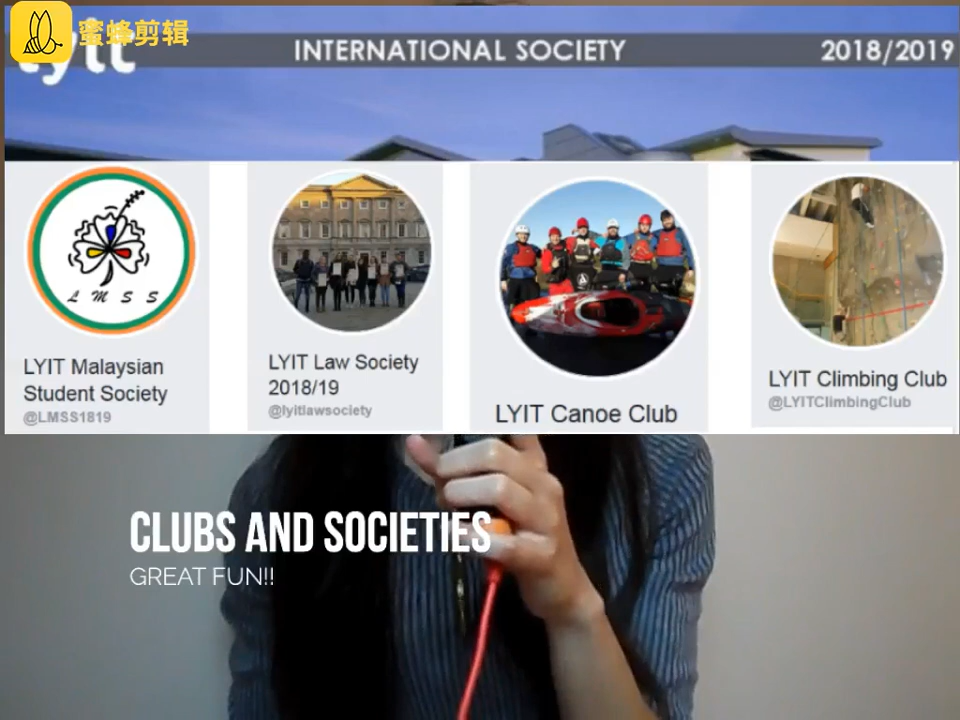 蜜蜂剪辑
lyit
INTERNATIONAL SOCIETY
2018/2019
L M S S
LYIT Malaysian
Student Society
@LMSS1819
LYIT Law Society
2018/19
@lyitlawsociety
LYIT Canoe Club
LYIT Climbing Club
@LYITClimbingClub
CLUBS AND SOCIETIES
GREAT FUN!!